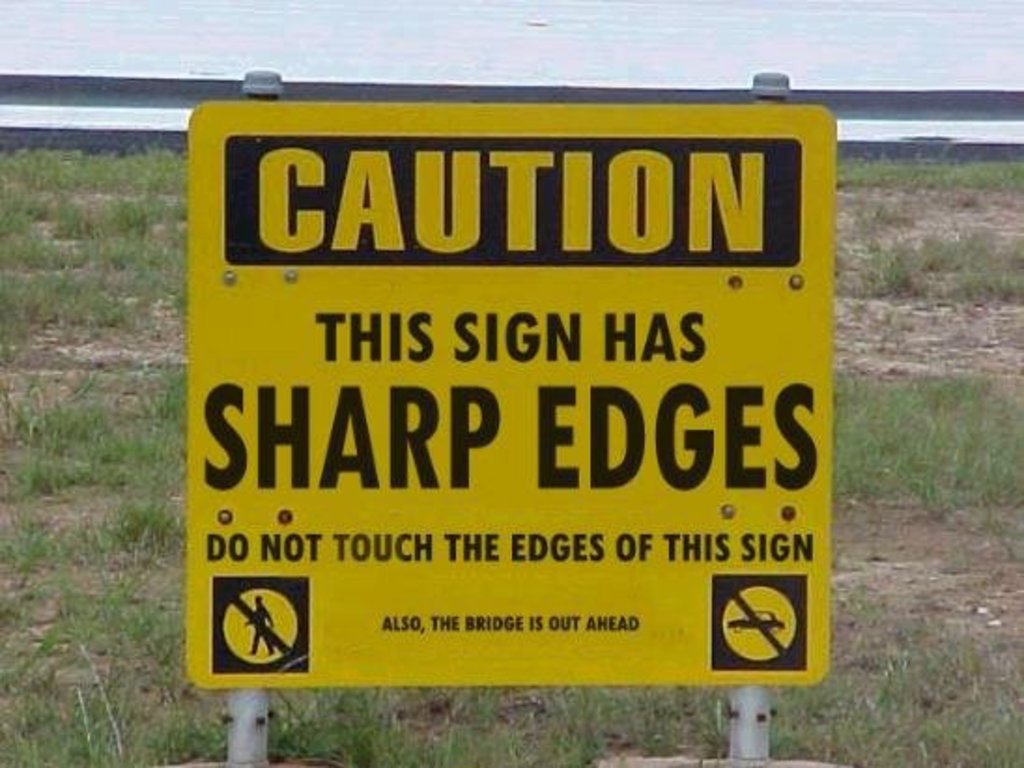 CAUTION
THIS SIGN HAS
SHARP EDGES
DO NOT TOUCH THE EDGES OF THIS SIGN
ALSO, THE BRIDGE IS OUT AHEAD